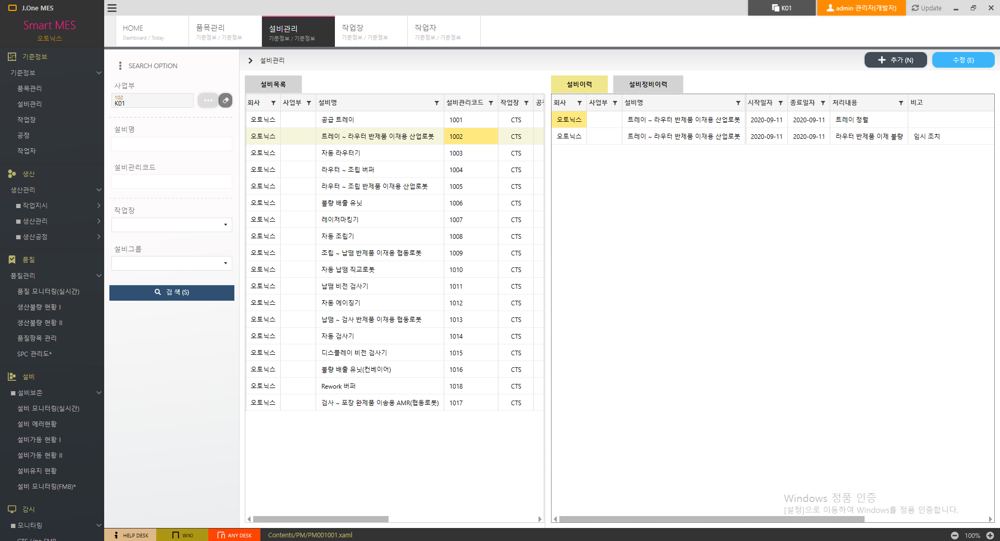 J.One MES
K01
admin 관리자(개발자)
Update
Smart MES
오토닉스
HOME
Dashboard / Today
품목관리
기준정보 / 기준정보
설비관리
기준정보 / 기준정보
작업장
기준정보 / 기준정보
작업자
기준정보 / 기준정보
기준정보
기준정보
품목관리
설비관리
작업장
공정
작업자
생산
생산관리
작업지시
생산관리
생산공정
품질
품질관리
품질 모니터링(실시간)
생산불량 현황 I
생산불량 현황 II
품질항목 관리
SPC 관리도*
설비
설비보존
설비 모니터링(실시간)
설비 에러현황
설비가동 현황 I
설비가동 현황 II
설비유지 현황
설비 모니터링(FMB)*
감시
모니터링
CTS Line FMB
SEARCH OPTION
사업부
102
K01
설비명
설비관리코드
작업장
설비그룹
검 색 (S)
설비관리
추가 (N)
수정 (E)
설비목록
회사 사업부 설비명 설비관리코드 작업장 공정
오토닉스 공급 트레이 1001 CTS
오토닉스 트레이 ~ 라우터 반제품 이재용 산업로봇 1002 CTS
오토닉스 자동 라우터기 1003 CTS
오토닉스 라우터 ~ 조립 버퍼 1004 CTS
오토닉스 라우터 ~ 조립 반제품 이재용 산업로봇 1005 CTS
오토닉스 불량 배출 유닛 1006 CTS
오토닉스 레이저마킹기 1007 CTS
오토닉스 자동 조립기 1008 CTS
오토닉스 조립 ~ 납땜 반제품 이재용 협동로봇 1009 CTS
오토닉스 자동 납땜 직교로봇 1010 CTS
오토닉스 납땜 비전 검사기 1011 CTS
오토닉스 자동 에이징기 1012 CTS
오토닉스 납땜 ~ 검사 반제품 이재용 협동로봇 1013 CTS
오토닉스 자동 검사기 1014 CTS
오토닉스 디스플레이 비전 검사기 1015 CTS
오토닉스 불량 배출 유닛(컨베이어) 1016 CTS
오토닉스 Rework 버퍼 1018 CTS
오토닉스 검사 ~ 포장 완제품 이송용 AMR(협동로봇) 1017 CTS
설비이력 설비정비이력
회사 사업부 설비명 시작일자 종료일자 처리내용 비고
오토닉스 트레이 ~ 라우터 반제품 이재용 산업로봇 2020-09-11 2020-09-11 트레이 정렬
오토닉스 트레이 ~ 라우터 반제품 이재용 산업로봇 2020-09-11 2020-09-11 라우터 반제품 이제 불량 임시 조치
Windows 정품 인증
[설정]으로 이동하여 Windows를 정품 인증합니다.
HELP DESK
WIKI
ANY DESK
Contents/PM/PM001001.xaml
100%